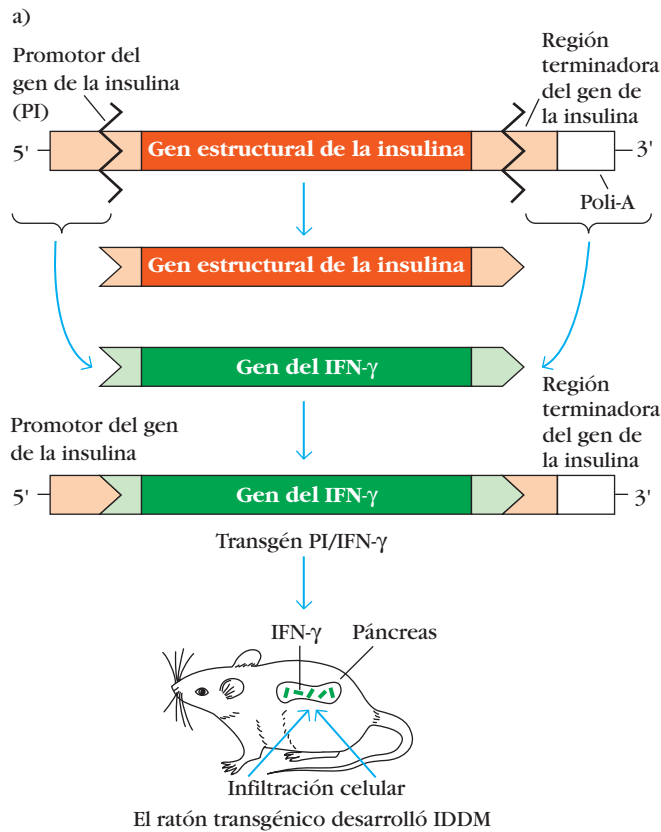 a)
Promotor del
gen de la insulina
(PI)
Región
terminadora
del gen de
la insulina
5'
Gen estructural de la insulina
3'
Poli-A
Gen estructural de la insulina
Gen del IFN-γ
Promotor del gen
de la insulina
Región
terminadora
del gen de
la insulina
5'
Gen del IFN-γ
3'
Transgén PI/IFN-γ
IFN-γ
Páncreas
Infiltración celular
El ratón transgénico desarrolló IDDM